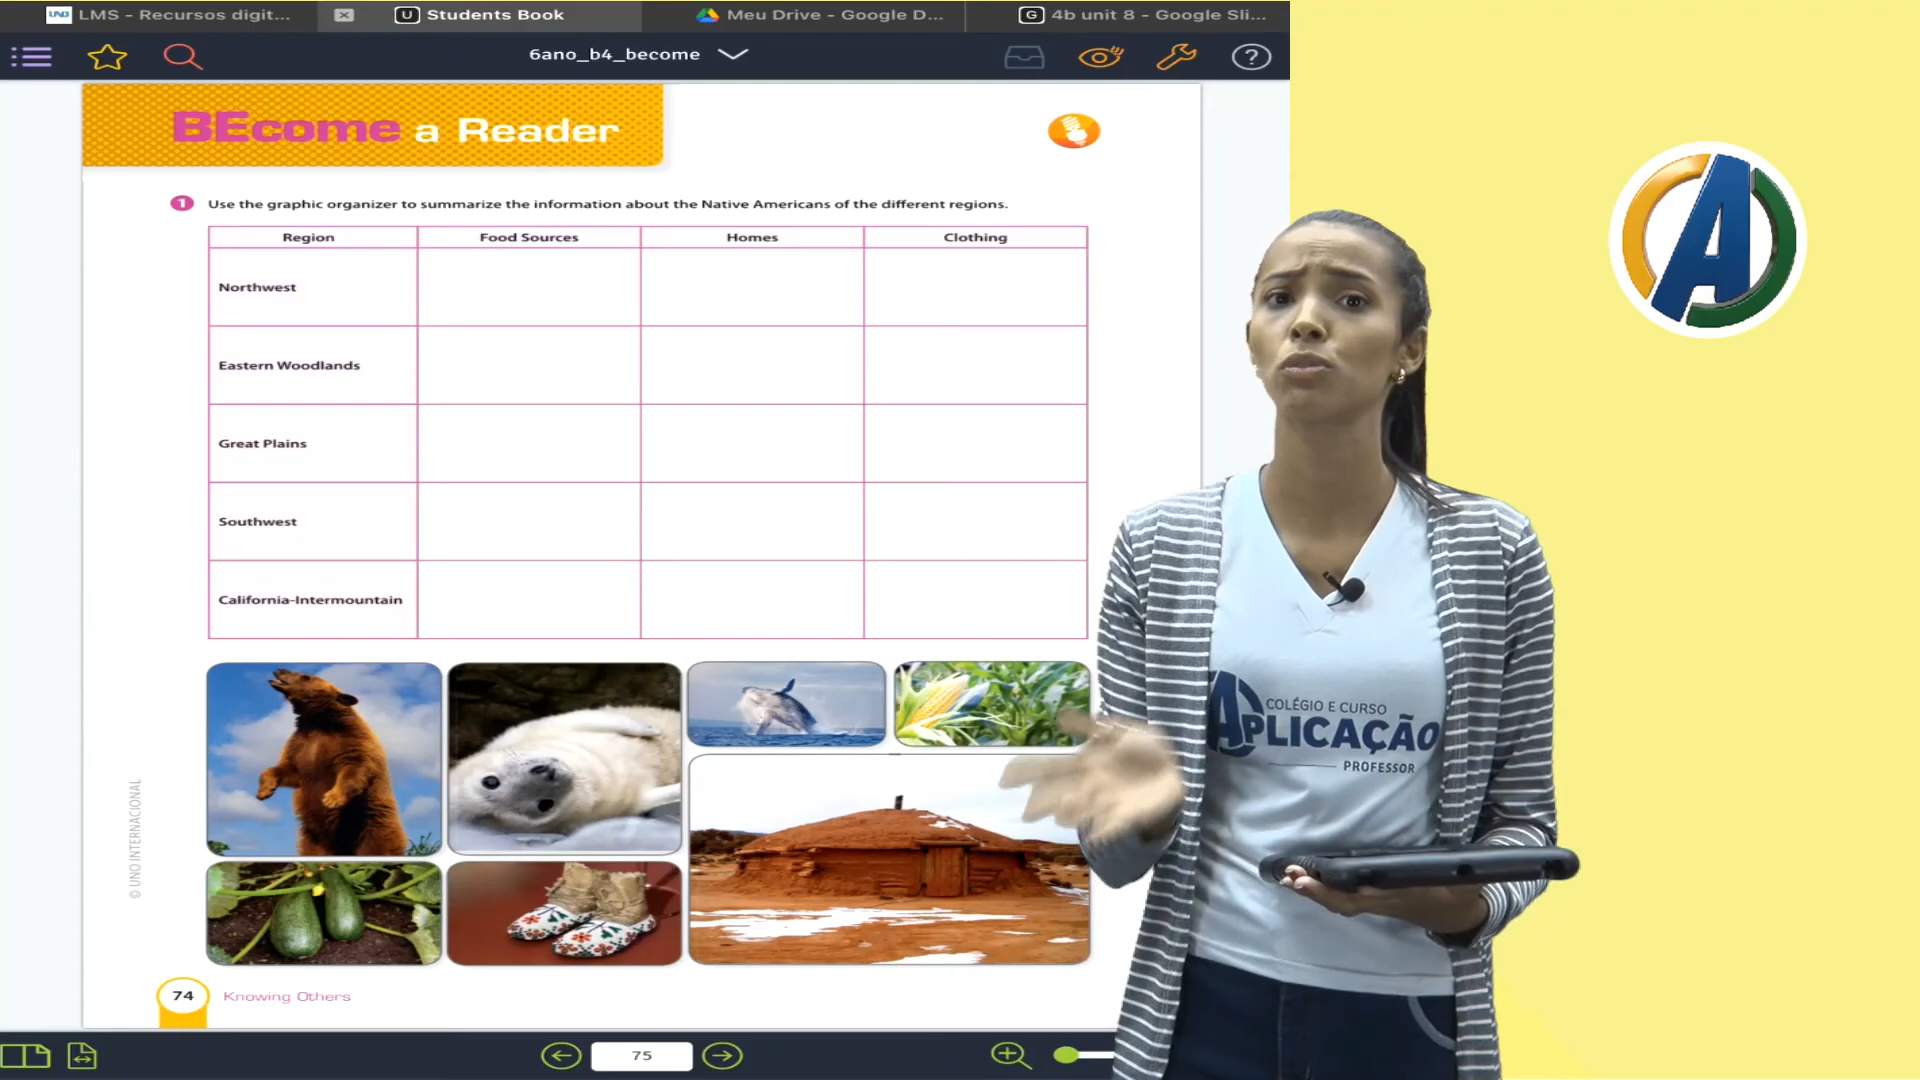 UNO LMS - Recursos digit...
U Students Book
Meu Drive - Google D...
G 4b unit 8 - Google Sli...
6ano_b4_become
?
BEcome a Reader
1 Use the graphic organizer to summarize the information about the Native Americans of the different regions.
Region Food Sources Homes Clothing
Northwest
Eastern Woodlands
Great Plains
Southwest
California-Intermountain
© UNO INTERNACIONAL
74 Knowing Others
75
A
COLÉGIO E CURSO
APLICAÇÃO
PROFESSOR